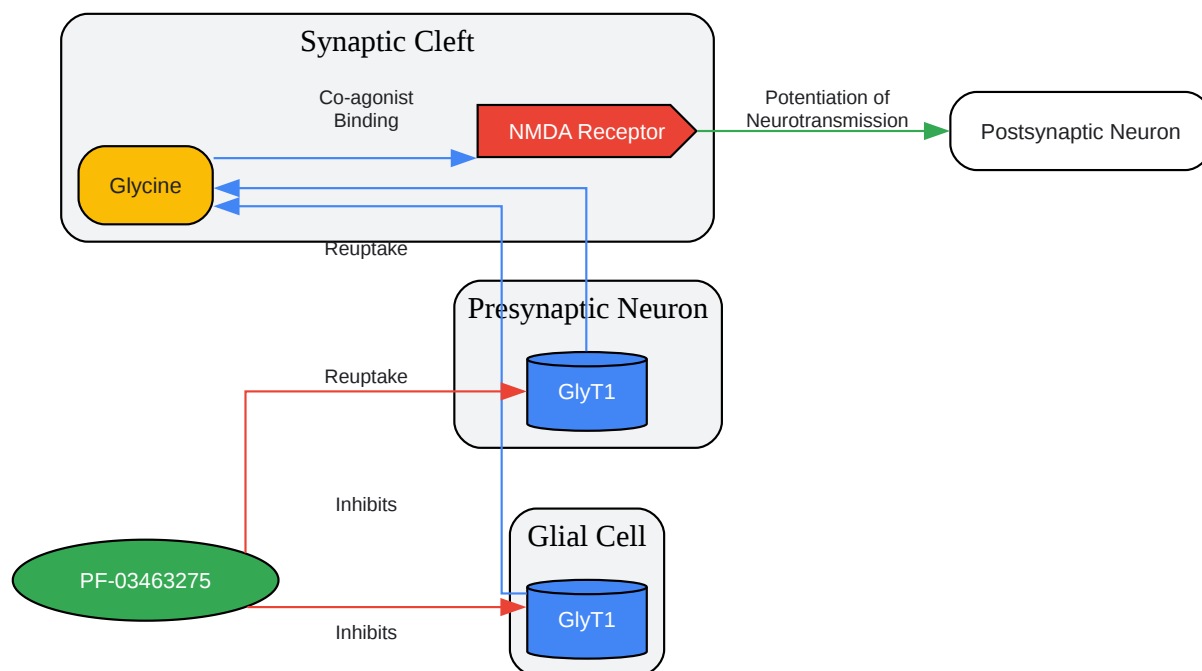 Synaptic Cleft
Co-agonist
Binding
NMDA Receptor
Potentiation of
Neurotransmission
Postsynaptic Neuron
Glycine
Reuptake
Presynaptic Neuron
Reuptake
GlyT1
Inhibits
Glial Cell
PF-03463275
GlyT1
Inhibits